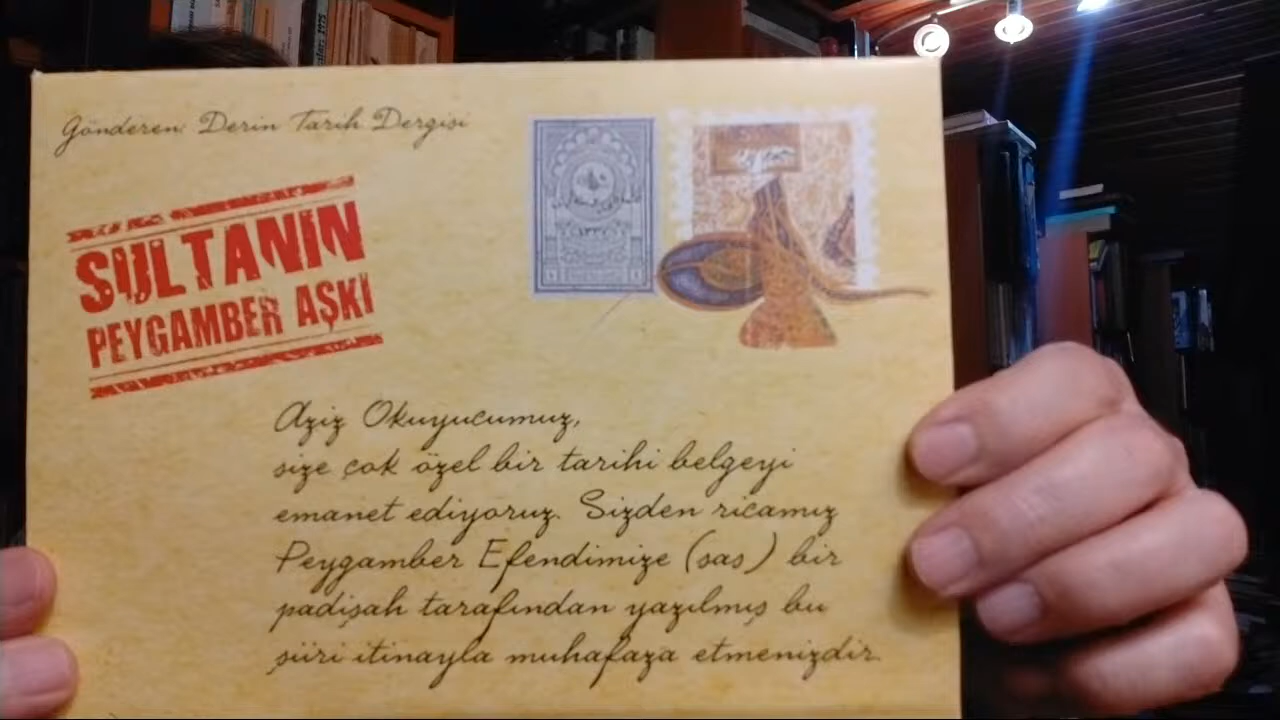 Gönderen: Derin Tarih Dergisi
SULTANIN
PEYGAMBER AŞKI
Aziz Okuyucumuz,
size çok özel bir tarihi belgeyi
emanet ediyoruz. Sizden ricamız
Peygamber Efendimize (sas) bir
padişah tarafından yazılmış bu
şiiri itinayla muhafaza etmenizdir.